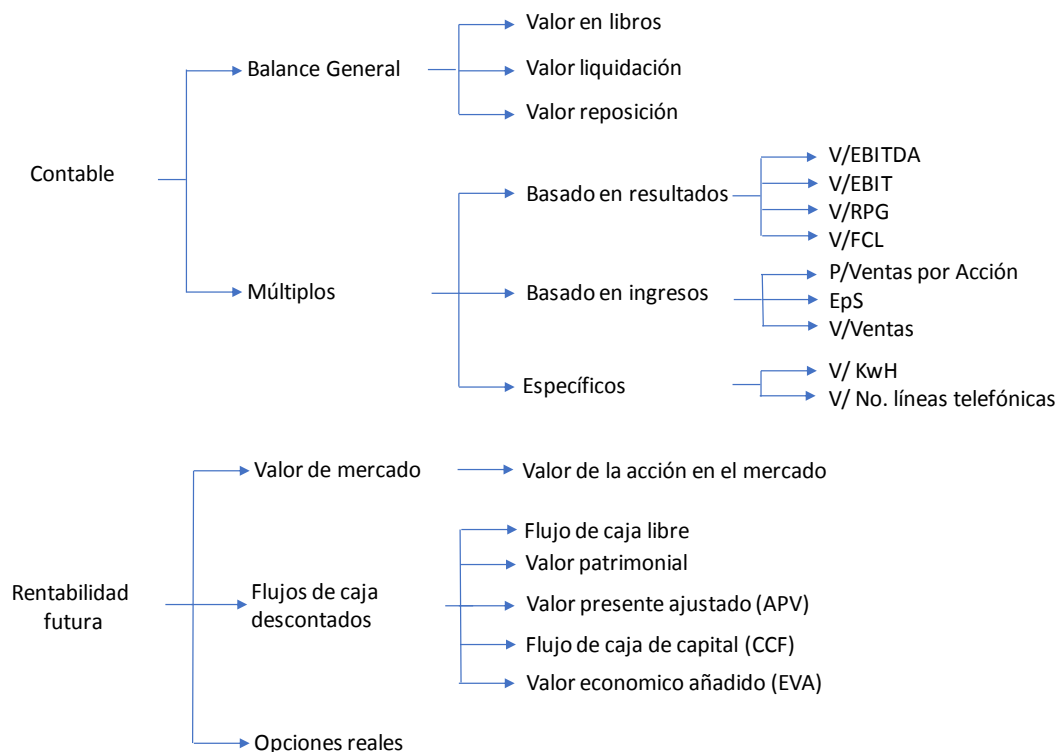 Contable
Balance General
Valor en libros
Valor liquidación
Valor reposición
Múltiplos
Basado en resultados
V/EBITDA
V/EBIT
V/RPG
V/FCL
Basado en ingresos
P/Ventas por Acción
EpS
V/Ventas
Específicos
V/ KwH
V/ No. líneas telefónicas
Rentabilidad
futura
Valor de mercado
Valor de la acción en el mercado
Flujos de caja
descontados
Flujo de caja libre
Valor patrimonial
Valor presente ajustado (APV)
Flujo de caja de capital (CCF)
Valor economico añadido (EVA)
Opciones reales